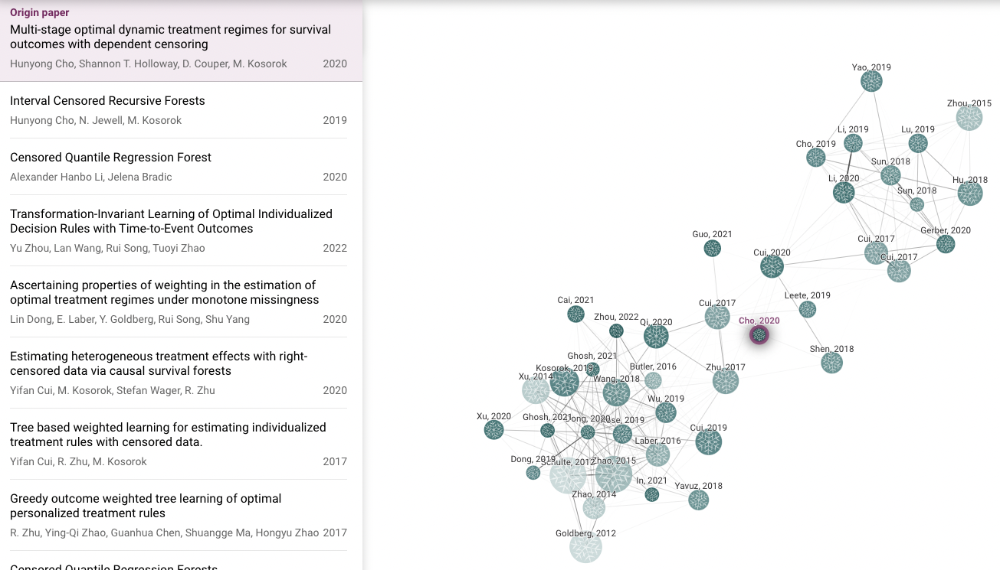 Origin paper
Multi-stage optimal dynamic treatment regimes for survival
outcomes with dependent censoring
Hunyong Cho, Shannon T. Holloway, D. Couper, M. Kosorok 2020
Interval Censored Recursive Forests
Hunyong Cho, N. Jewell, M. Kosorok 2019
Censored Quantile Regression Forest
Alexander Hanbo Li, Jelena Bradic 2020
Transformation-Invariant Learning of Optimal Individualized
Decision Rules with Time-to-Event Outcomes
Yu Zhou, Lan Wang, Rui Song, Tuoyi Zhao 2022
Ascertaining properties of weighting in the estimation of
optimal treatment regimes under monotone missingness
Lin Dong, E. Laber, Y. Goldberg, Rui Song, Shu Yang 2020
Estimating heterogeneous treatment effects with right-
censored data via causal survival forests
Yifan Cui, M. Kosorok, Stefan Wager, R. Zhu 2020
Tree based weighted learning for estimating individualized
treatment rules with censored data.
Yifan Cui, R. Zhu, M. Kosorok 2017
Greedy outcome weighted tree learning of optimal
personalized treatment rules
R. Zhu, Ying-Qi Zhao, Guanhua Chen, Shuangge Ma, Hongyu Zhao 2017
Censored Quantile Regression Forests
Yao, 2019
Zhou, 2015
Li, 2019
Lu, 2019
Cho, 2019
Sun, 2018
Li, 2020
Hu, 2018
Sun, 2018
Gerber, 2020
Guo, 2021
Cui, 2017
Cui, 2020
Cui, 2017
Leete, 2019
Cai, 2021
Cui, 2017
Zhou, 2022
Qi, 2020
Cho, 2020
Shen, 2018
Ghosh, 2021
Kosorok, 2019
Butler, 2016
Zhu, 2017
Xu, 2014
Wang, 2018
Wu, 2019
Xu, 2020
Ghosh, 2021
2020
2019
Cui, 2019
Laber, 2016
Dong, 2019
Schulte, 2012
Zhao, 2015
In, 2021
Yavuz, 2018
Zhao, 2014
Goldberg, 2012